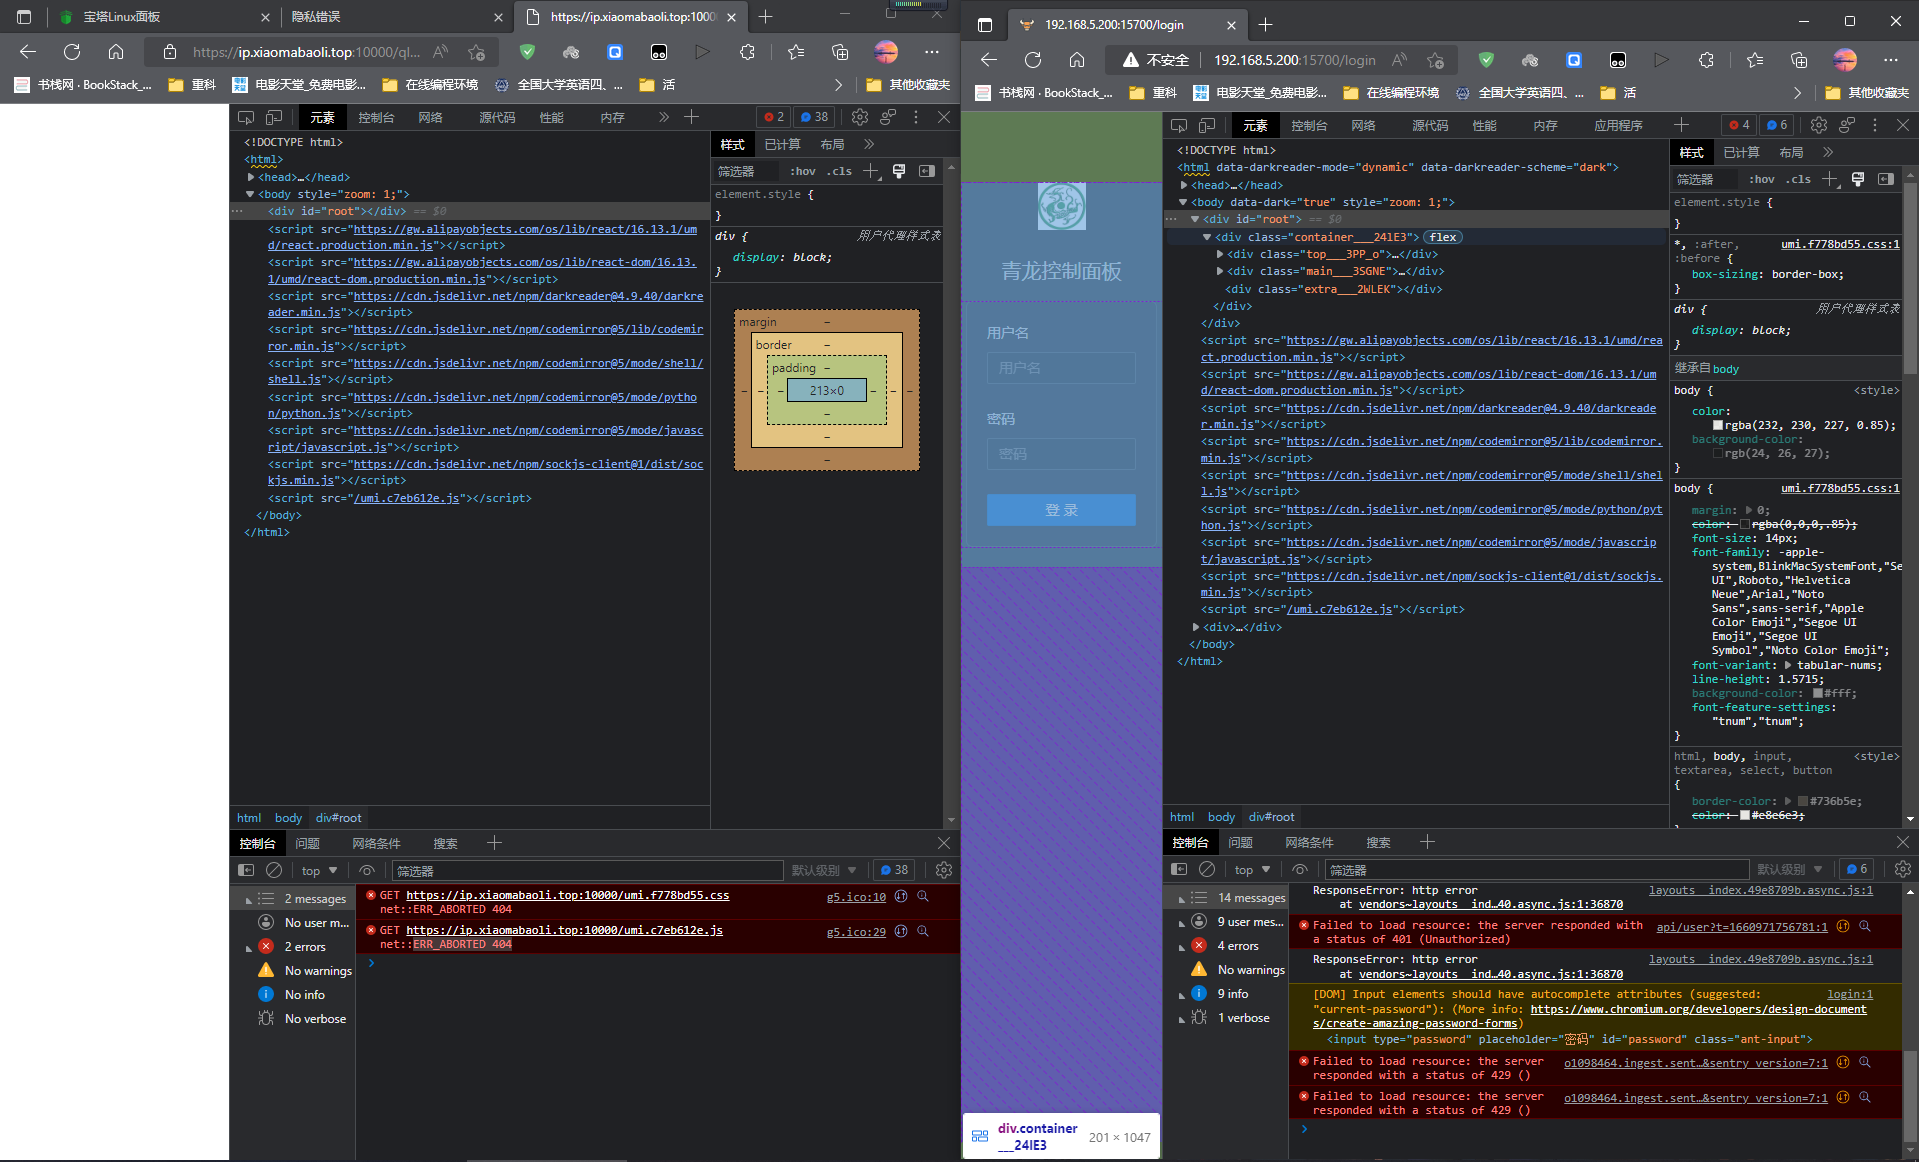 宝塔Linux面板
隐私错误
https://ip.xiaomabaoli.top:1000
https://ip.xiaomabaoli.top:10000/ql...
书栈网 · BookStack_...
重科
电影天堂_免费电影...
在线编程环境
全国大学英语四、...
活
其他收藏夹
元素
控制台
网络
源代码
性能
内存
2
38
<!DOCTYPE html>
<html>
<head>…</head>
<body style="zoom: 1;">
<div id="root"></div> == $0
<script src="https://gw.alipayobjects.com/os/lib/react/16.13.1/um
d/react.production.min.js"></script>
<script src="https://gw.alipayobjects.com/os/lib/react-dom/16.13.
1/umd/react-dom.production.min.js"></script>
<script src="https://cdn.jsdelivr.net/npm/darkreader@4.9.40/darkre
ader.min.js"></script>
<script src="https://cdn.jsdelivr.net/npm/codemirror@5/lib/codemir
ror.min.js"></script>
<script src="https://cdn.jsdelivr.net/npm/codemirror@5/mode/shell/
shell.js"></script>
<script src="https://cdn.jsdelivr.net/npm/codemirror@5/mode/pytho
n/python.js"></script>
<script src="https://cdn.jsdelivr.net/npm/codemirror@5/mode/javasc
ript/javascript.js"></script>
<script src="https://cdn.jsdelivr.net/npm/sockjs-client@1/dist/soc
kjs.min.js"></script>
<script src="/umi.c7eb612e.js"></script>
</body>
</html>
样式
已计算
布局
筛选器
:hov .cls
element.style {
}
div {
用户代理样式表
display: block;
}
margin –
border –
padding –
– – – 213×0 – – –
–
–
–
html body div#root
控制台
问题
网络条件
搜索
top
筛选器
默认级别
38
2 messages
No user m...
2 errors
No warnings
No info
No verbose
GET https://ip.xiaomabaoli.top:10000/umi.f778bd55.css
g5.ico:10
net::ERR_ABORTED 404
GET https://ip.xiaomabaoli.top:10000/umi.c7eb612e.js
g5.ico:29
net::ERR_ABORTED 404
192.168.5.200:15700/login
不安全
192.168.5.200:15700/login
书栈网 · BookStack_...
重科
电影天堂_免费电影...
在线编程环境
全国大学英语四、...
活
其他收藏夹
青龙控制面板
用户名
用户名
密码
密码
登 录
div.container
___24lE3
201 × 1047
元素
控制台
网络
源代码
性能
内存
应用程序
4
6
<!DOCTYPE html>
<html data-darkreader-mode="dynamic" data-darkreader-scheme="dark">
<head>…</head>
<body data-dark="true" style="zoom: 1;">
<div id="root"> == $0
<div class="container___24lE3"> flex
<div class="top___3PP_o">…</div>
<div class="main___3SGNE">…</div>
<div class="extra___2WLEK"></div>
</div>
</div>
<script src="https://gw.alipayobjects.com/os/lib/react/16.13.1/umd/rea
ct.production.min.js"></script>
<script src="https://gw.alipayobjects.com/os/lib/react-dom/16.13.1/um
d/react-dom.production.min.js"></script>
<script src="https://cdn.jsdelivr.net/npm/darkreader@4.9.40/darkreade
r.min.js"></script>
<script src="https://cdn.jsdelivr.net/npm/codemirror@5/lib/codemirror.
min.js"></script>
<script src="https://cdn.jsdelivr.net/npm/codemirror@5/mode/shell/shel
l.js"></script>
<script src="https://cdn.jsdelivr.net/npm/codemirror@5/mode/python/pyt
hon.js"></script>
<script src="https://cdn.jsdelivr.net/npm/codemirror@5/mode/javascrip
t/javascript.js"></script>
<script src="https://cdn.jsdelivr.net/npm/sockjs-client@1/dist/sockjs.
min.js"></script>
<script src="/umi.c7eb612e.js"></script>
<div>…</div>
</body>
</html>
样式
已计算
布局
筛选器
:hov .cls
element.style {
}
*, :after,
umi.f778bd55.css:1
:before {
box-sizing: border-box;
}
div {
用户代理样式表
display: block;
}
继承自 body
body {
<style>
color:
rgba(232, 230, 227, 0.85);
background-color:
rgb(24, 26, 27);
}
body {
umi.f778bd55.css:1
margin: 0;
color: rgba(0,0,0,.85);
font-size: 14px;
font-family: -apple-
system,BlinkMacSystemFont,"Se
UI",Roboto,"Helvetica
Neue",Arial,"Noto
Sans",sans-serif,"Apple
Color Emoji","Segoe UI
Emoji","Segoe UI
Symbol","Noto Color Emoji";
font-variant: tabular-nums;
line-height: 1.5715;
background-color: #fff;
font-feature-settings:
"tnum","tnum";
}
html, body, input,
<style>
textarea, select, button
{
border-color: #736b5e;
color: #e8e6e3;
html body div#root
控制台
问题
网络条件
搜索
top
筛选器
默认级别
6
14 messages
9 user mes...
4 errors
No warnings
9 info
1 verbose
ResponseError: http error
layouts__index.49e8709b.async.js:1
at vendors~layouts__ind…40.async.js:1:36870
Failed to load resource: the server responded with
api/user?t=1660971756781:1
a status of 401 (Unauthorized)
ResponseError: http error
layouts__index.49e8709b.async.js:1
at vendors~layouts__ind…40.async.js:1:36870
[DOM] Input elements should have autocomplete attributes (suggested:
login:1
"current-password"): (More info: https://www.chromium.org/developers/design-document
s/create-amazing-password-forms)
<input type="password" placeholder="密码" id="password" class="ant-input">
Failed to load resource: the server
o1098464.ingest.sent…&sentry_version=7:1
responded with a status of 429 ()
Failed to load resource: the server
o1098464.ingest.sent…&sentry_version=7:1
responded with a status of 429 ()